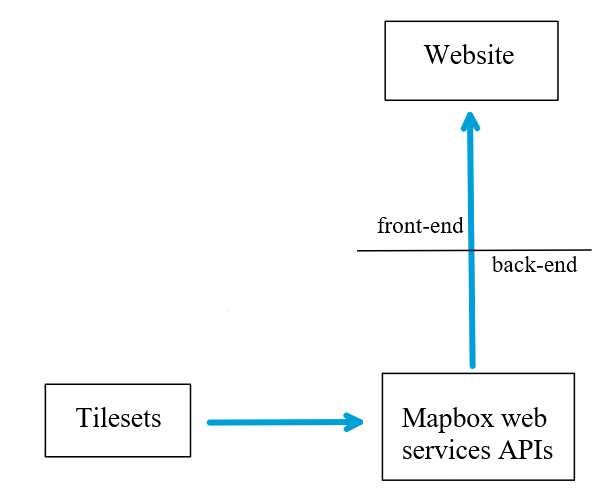 Website
front-end
back-end
Tilesets
Mapbox web
services APIs